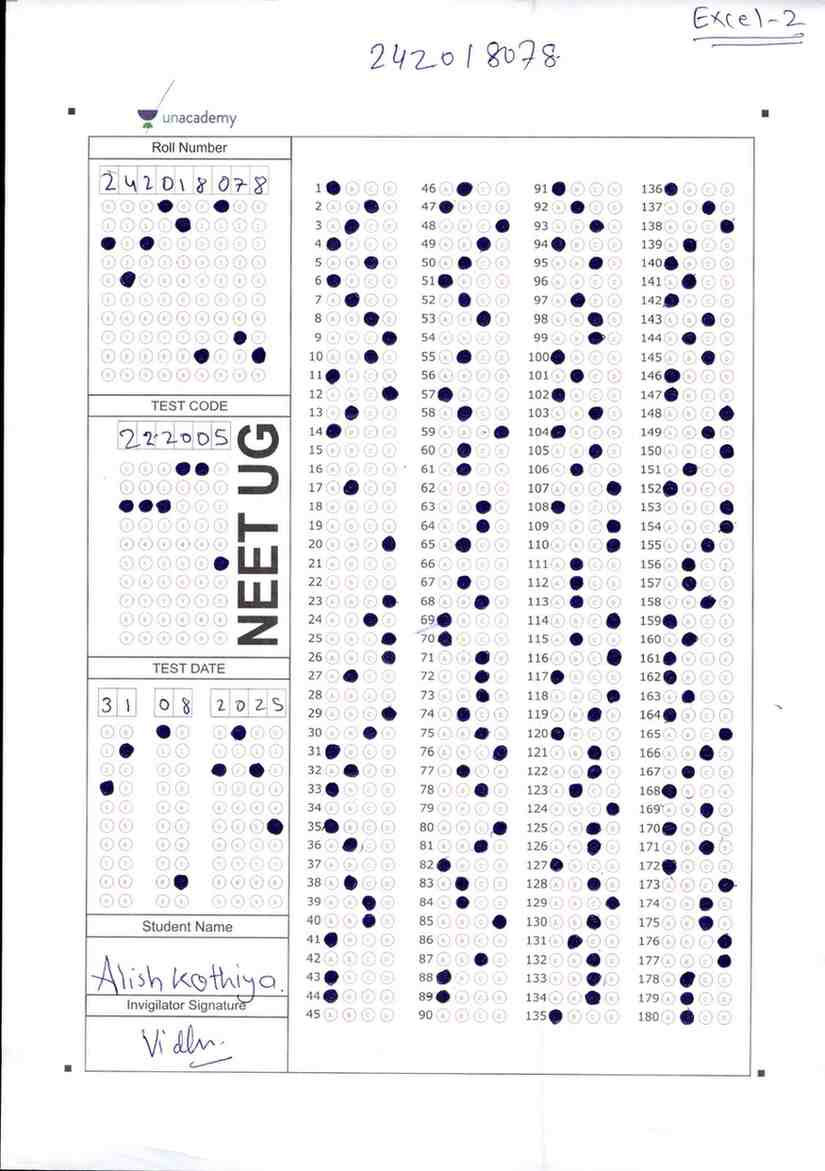 Excel-2
242018078
unacademy
Roll Number
2 4 2 0 1 8 0 7 8
TEST CODE
2 2 2 0 0 5
NEET UG
TEST DATE
3 1 0 8 2 0 2 5
Student Name
Alish Kothiya.
Invigilator Signature
1 46 91 136
2 47 92 137
3 48 93 138
4 49 94 139
5 50 95 140
6 51 96 141
7 52 97 142
8 53 98 143
9 54 99 144
10 55 100 145
11 56 101 146
12 57 102 147
13 58 103 148
14 59 104 149
15 60 105 150
16 61 106 151
17 62 107 152
18 63 108 153
19 64 109 154
20 65 110 155
21 66 111 156
22 67 112 157
23 68 113 158
24 69 114 159
25 70 115 160
26 71 116 161
27 72 117 162
28 73 118 163
29 74 119 164
30 75 120 165
31 76 121 166
32 77 122 167
33 78 123 168
34 79 124 169
35 80 125 170
36 81 126 171
37 82 127 172
38 83 128 173
39 84 129 174
40 85 130 175
41 86 131 176
42 87 132 177
43 88 133 178
44 89 134 179
45 90 135 180